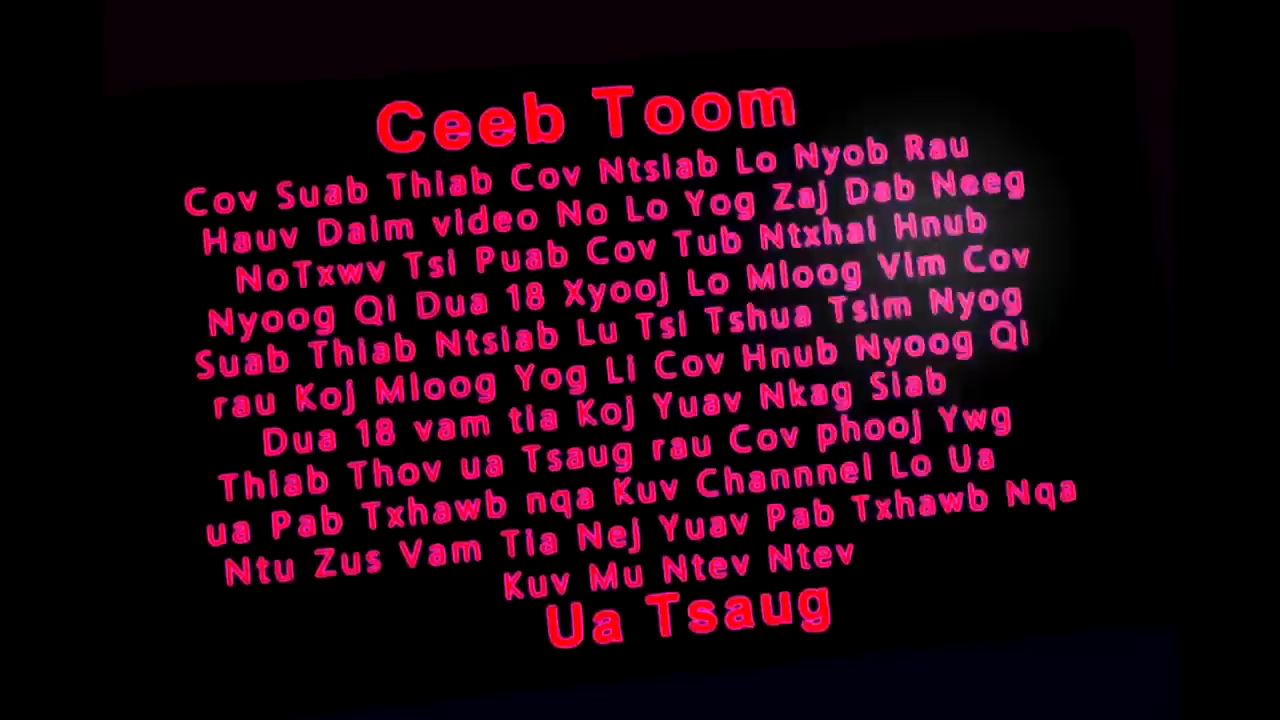 Ceeb Toom
Cov Suab Thiab Cov Ntsiab Lo Nyob Rau
Hauv Daim video No Lo Yog Zaj Dab Neeg
NoTxwv Tsi Puab Cov Tub Ntxhai Hnub
Nyoog Qi Dua 18 Xyooj Lo Mloog Vim Cov
Suab Thiab Ntsiab Lu Tsi Tshua Tsim Nyog
rau Koj Mloog Yog Li Cov Hnub Nyoog Qi
Dua 18 vam tia Koj Yuav Nkag Siab
Thiab Thov ua Tsaug rau Cov phooj Ywg
ua Pab Txhawb nqa Kuv Channnel Lo Ua
Ntu Zus Vam Tia Nej Yuav Pab Txhawb Nqa
Kuv Mu Ntev Ntev
Ua Tsaug